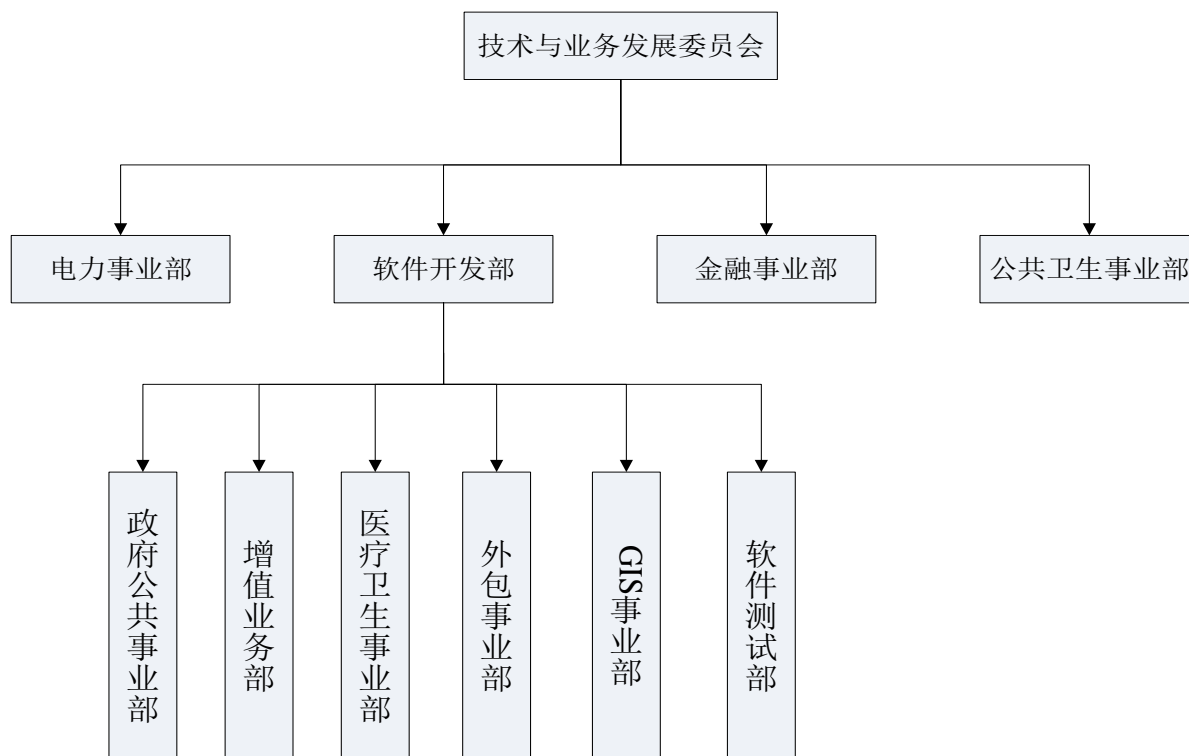 技术与业务发展委员会
电力事业部
软件开发部
金融事业部
公共卫生事业部
政府公共事业部
增值业务部
医疗卫生事业部
外包事业部
GIS事业部
软件测试部